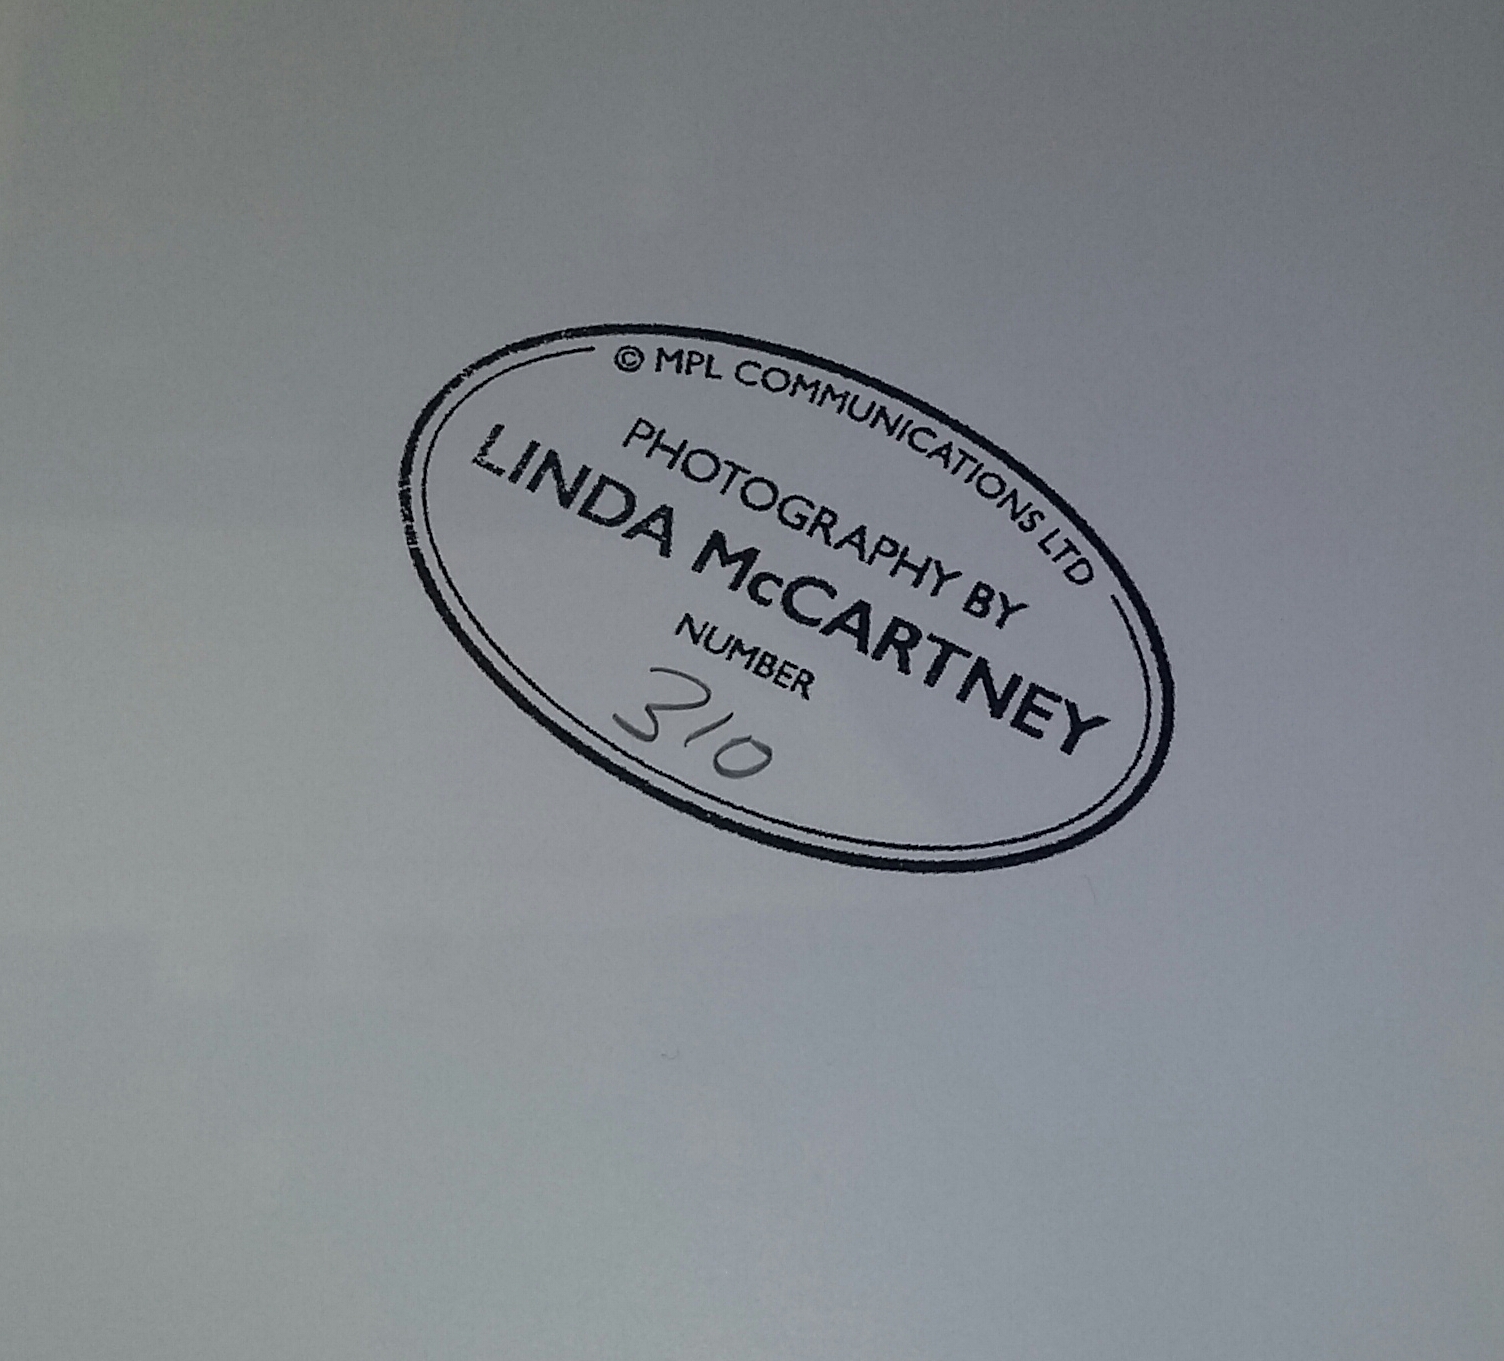 © MPL COMMUNICATIONS LTD
PHOTOGRAPHY BY
LINDA McCARTNEY
NUMBER
310